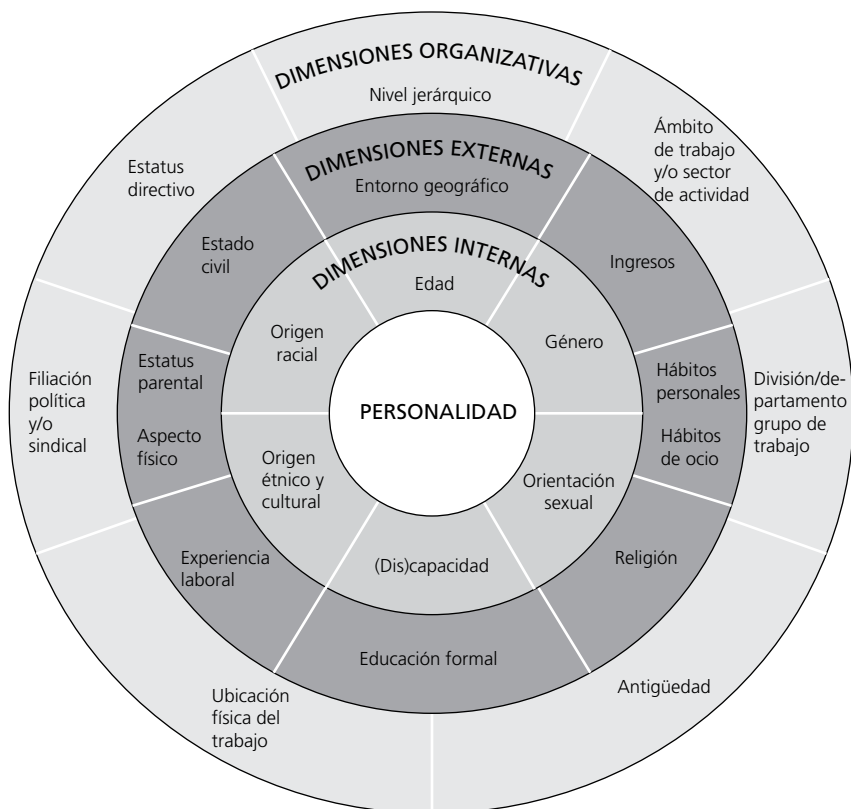 DIMENSIONES ORGANIZATIVAS
Nivel jerárquico
Ámbito
de trabajo
y/o sector
de actividad
División/de-
partamento
grupo de
trabajo
Antigüedad
Ubicación
física del
trabajo
Filiación
política
y/o
sindical
Estatus
directivo
DIMENSIONES EXTERNAS
Entorno geográfico
Ingresos
Hábitos
personales
Hábitos
de ocio
Religión
Educación formal
Experiencia
laboral
Aspecto
físico
Estatus
parental
Estado
civil
DIMENSIONES INTERNAS
Edad
Género
Orientación
sexual
(Dis)capacidad
Origen
étnico y
cultural
Origen
racial
PERSONALIDAD